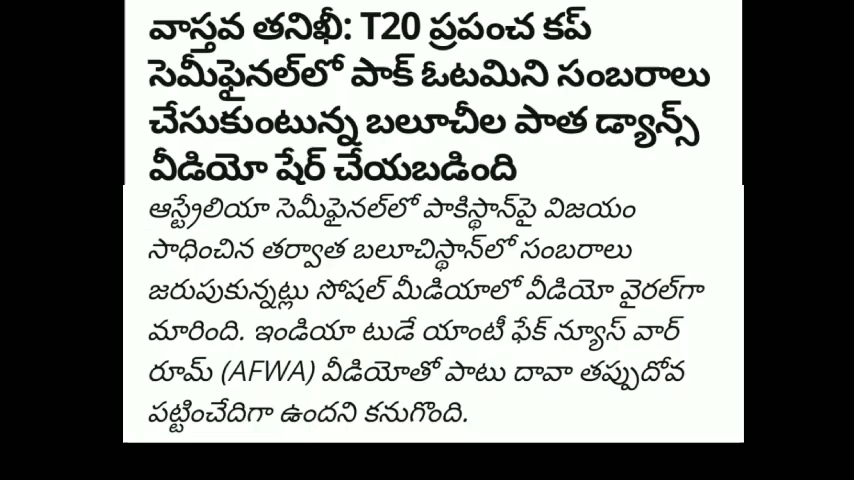 వాస్తవ తనిఖీ: T20 ప్రపంచ కప్
సెమీఫైనల్‌లో పాక్ ఓటమిని సంబరాలు
చేసుకుంటున్న బలూచీల పాత డ్యాన్స్
వీడియో షేర్ చేయబడింది
ఆస్ట్రేలియా సెమీఫైనల్‌లో పాకిస్థాన్‌పై విజయం
సాధించిన తర్వాత బలూచిస్థాన్‌లో సంబరాలు
జరుపుకున్నట్లు సోషల్ మీడియాలో వీడియో వైరల్‌గా
మారింది. ఇండియా టుడే యాంటీ ఫేక్ న్యూస్ వార్
రూమ్ (AFWA) వీడియోతో పాటు దావా తప్పుదోవ
పట్టించేదిగా ఉందని కనుగొంది.